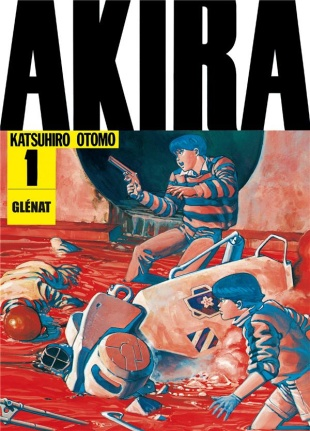 AKIRA
KATSUHIRO OTOMO
1
GLÉNAT